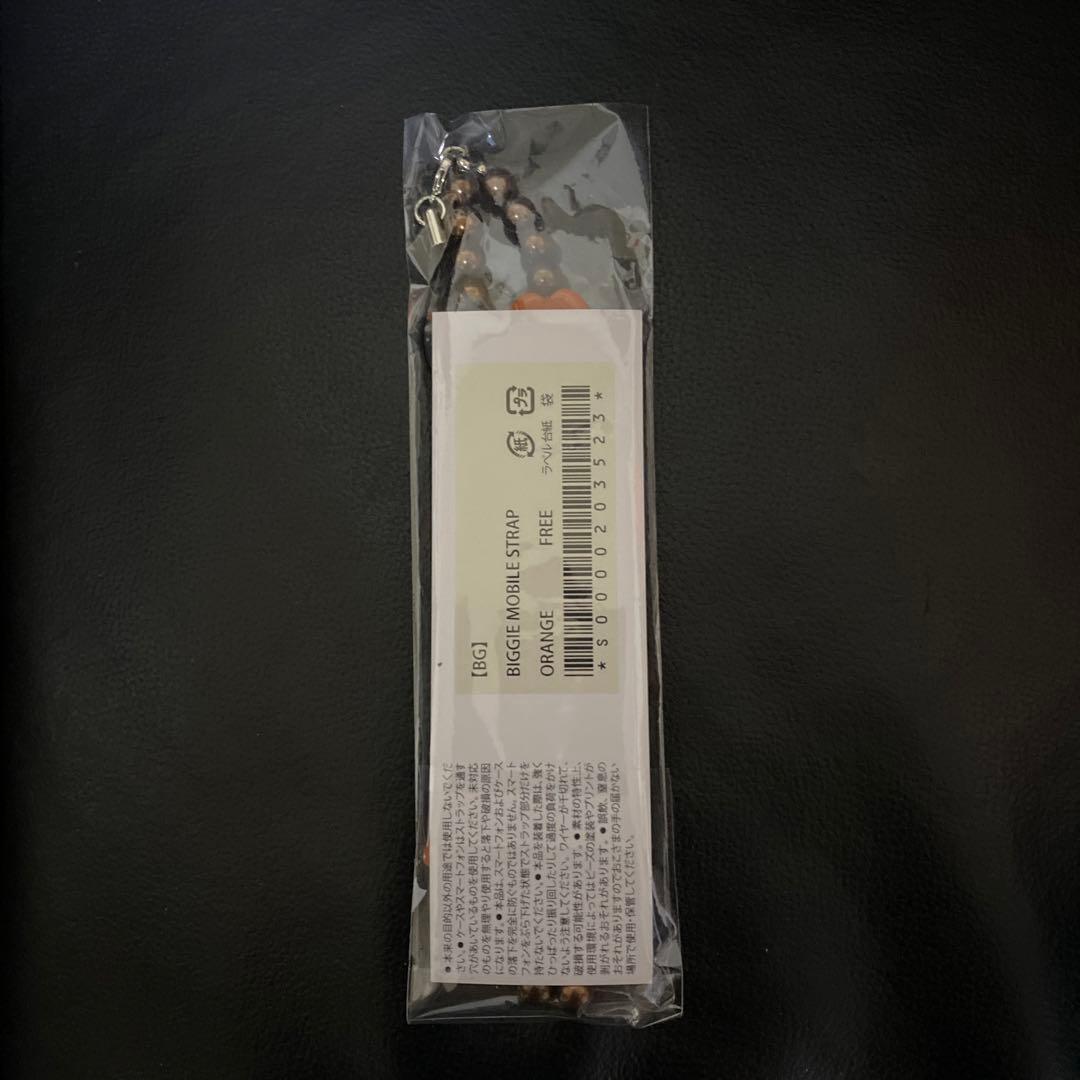 【BG】
BIGGIE MOBILE STRAP
ORANGE FREE
紙 プラ
ラベル台紙 袋
*S0000203523*
●本来の目的以外の用途では使用しないでくだ
さい。●ケースやスマートフォンはストラップを通す
穴があいているものを使用してください。未対応
のものを無理やり使用すると落下や破損の原因
になります。●本品は、スマートフォンおよびケース
の落下を完全に防ぐものではありません。スマート
フォンをぶら下げた状態でストラップ部分だけを
持たないでください。●本品を装着した際は、強く
ひっぱったり振り回したりして過度の負荷をかけ
ないよう注意してください。ワイヤーが千切れて、
破損する可能性があります。●素材の特性上、
使用環境によってはビーズの塗装やプリントが
剥がれるおそれがあります。●誤飲、窒息の
おそれがありますのでおこさまの手の届かない
場所で使用・保管してください。